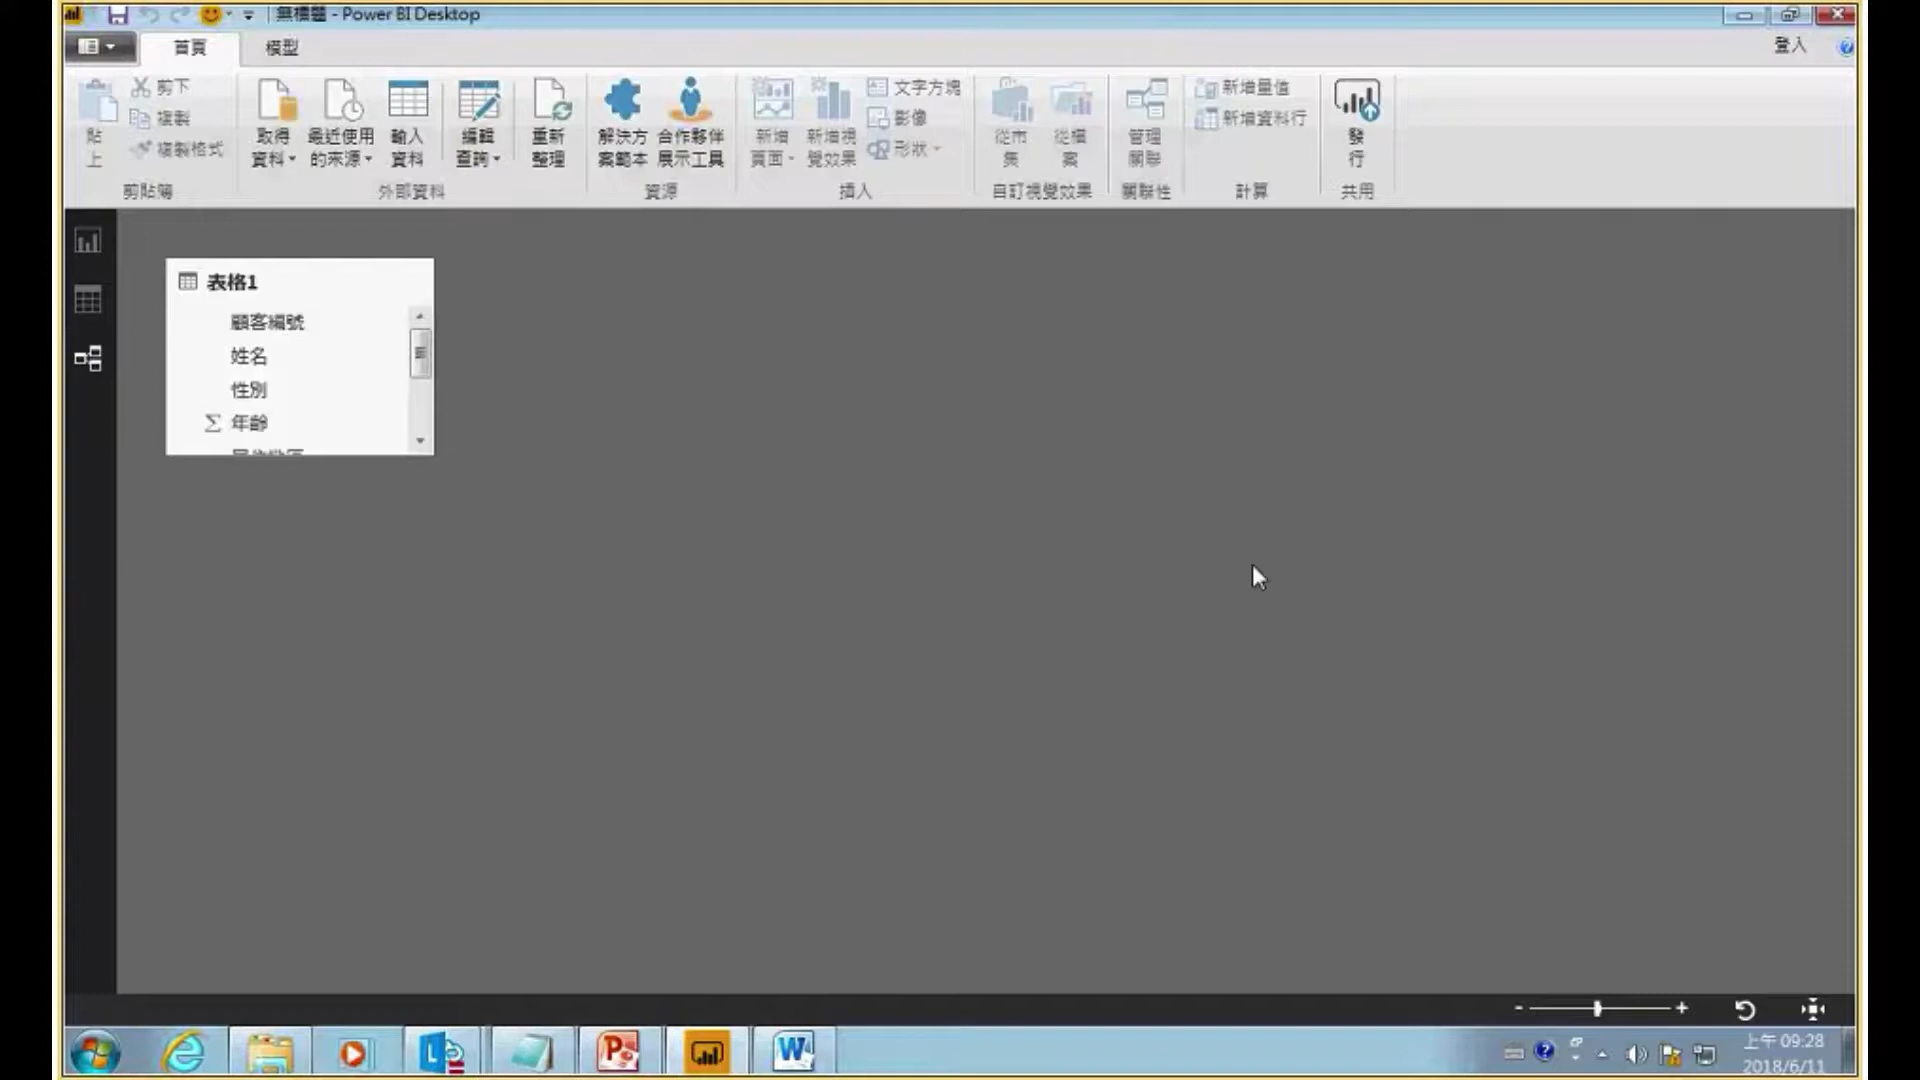 無標題 - Power BI Desktop
首頁
模型
登入
貼上
剪下
複製
複製格式
剪貼簿
取得資料
最近使用的來源
輸入資料
編輯查詢
重新整理
外部資料
解決方案範本
合作夥伴展示工具
資源
新增頁面
新增視覺效果
文字方塊
影像
形狀
插入
從市集
從檔案
自訂視覺效果
管理關聯
關聯性
新增量值
新增資料行
計算
發行
共用
表格1
顧客編號
姓名
性別
Σ 年齡
上午 09:28
2018/6/11